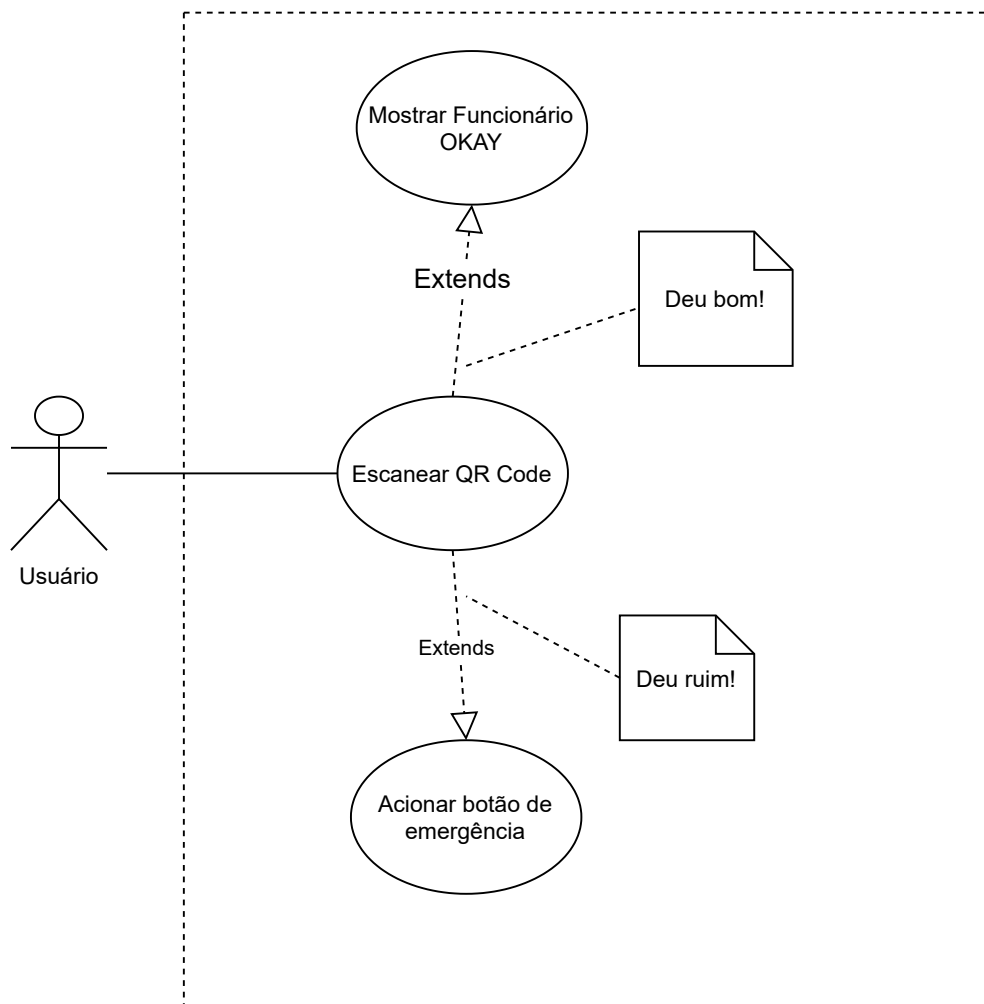 Mostrar Funcionário
OKAY
Extends
Deu bom!
Escanear QR Code
Usuário
Extends
Deu ruim!
Acionar botão de
emergência